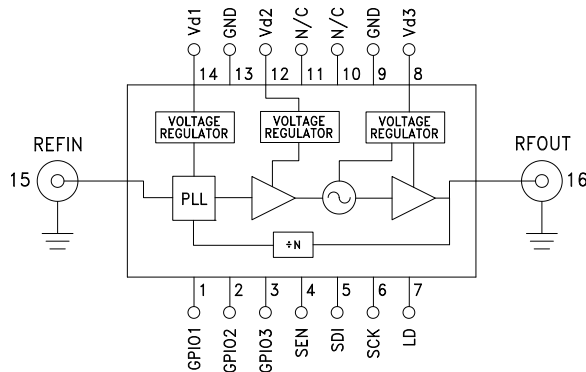 Vd1
GND
Vd2
N/C
N/C
GND
Vd3
14
13
12
11
10
9
8
VOLTAGE
REGULATOR
VOLTAGE
REGULATOR
VOLTAGE
REGULATOR
REFIN
15
RFOUT
16
PLL
÷N
1
2
3
4
5
6
7
GPIO1
GPIO2
GPIO3
SEN
SDI
SCK
LD